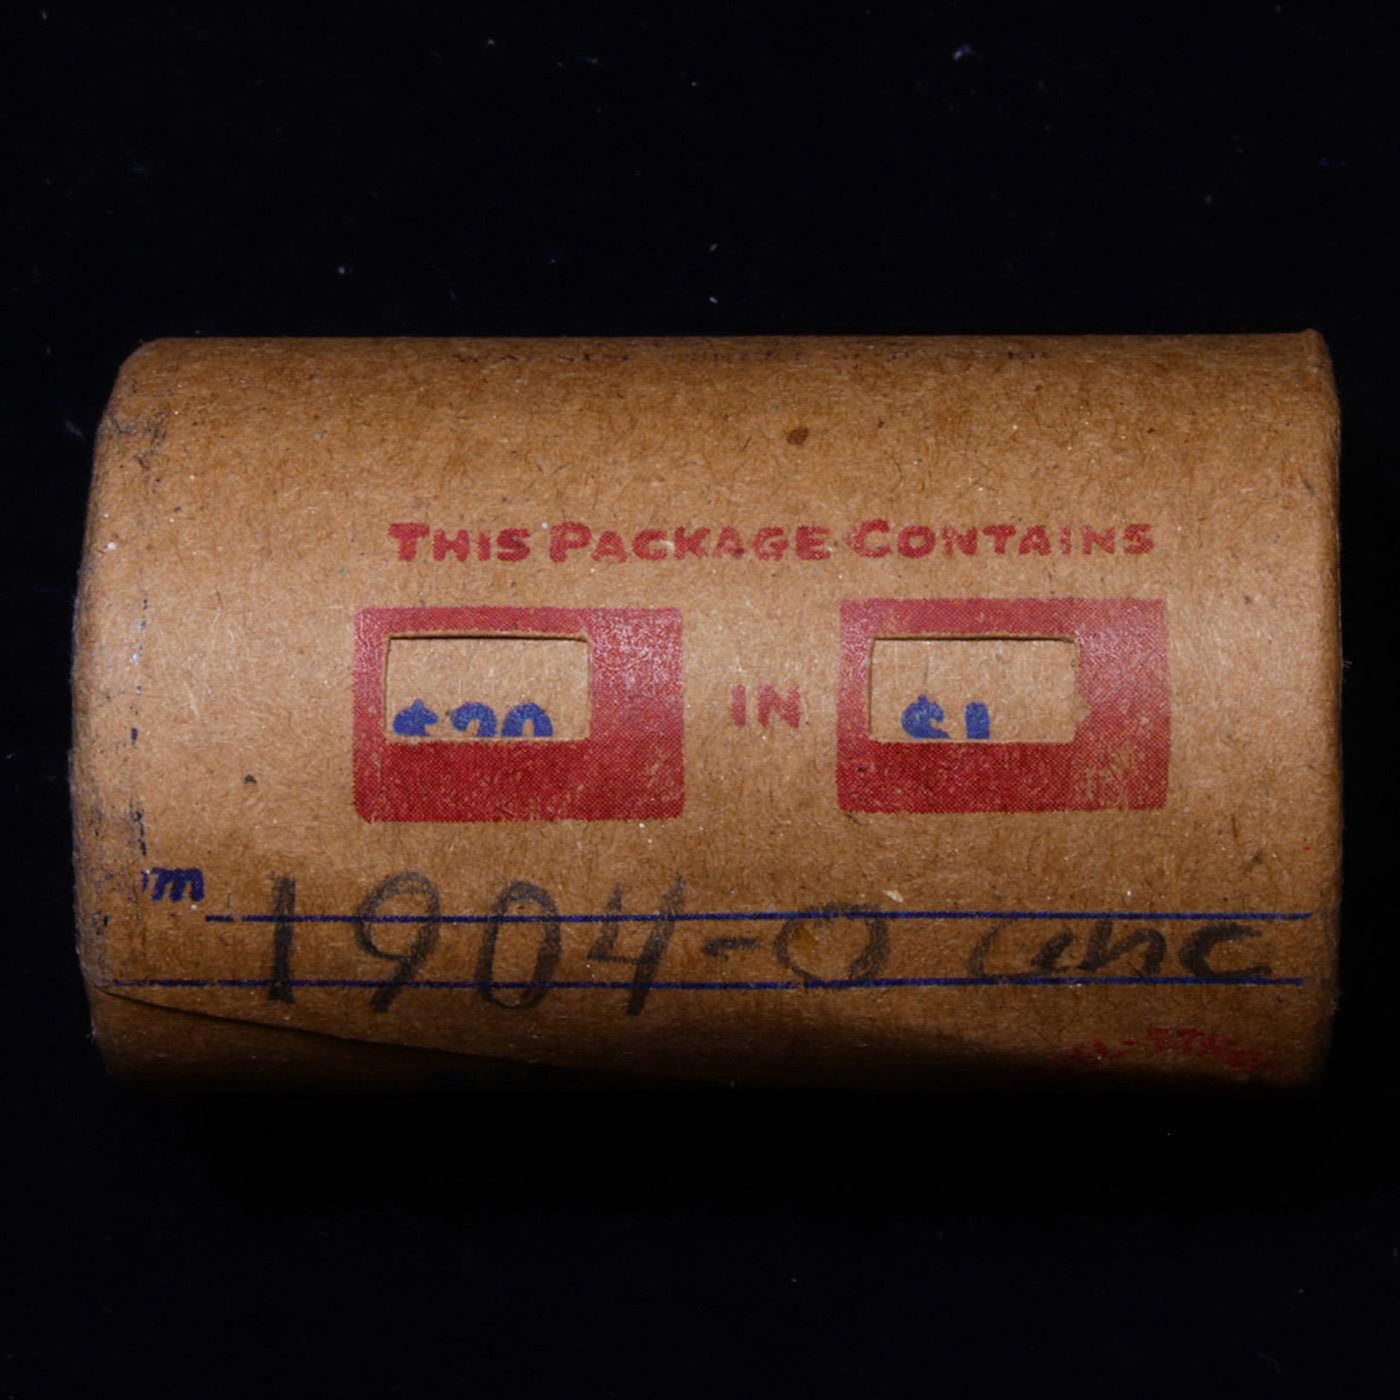 THIS PACKAGE CONTAINS
$20 IN $1
m
1904-O Unc